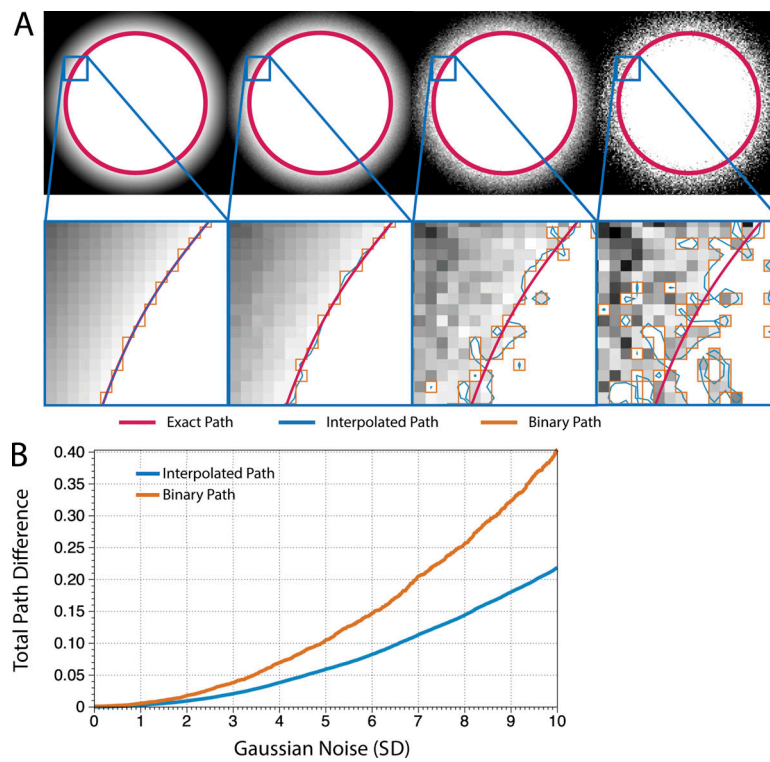 A
Exact Path
Interpolated Path
Binary Path
B
Interpolated Path
Binary Path
Total Path Difference
0.40
0.35
0.30
0.25
0.20
0.15
0.10
0.05
0
0 1 2 3 4 5 6 7 8 9 10
Gaussian Noise (SD)